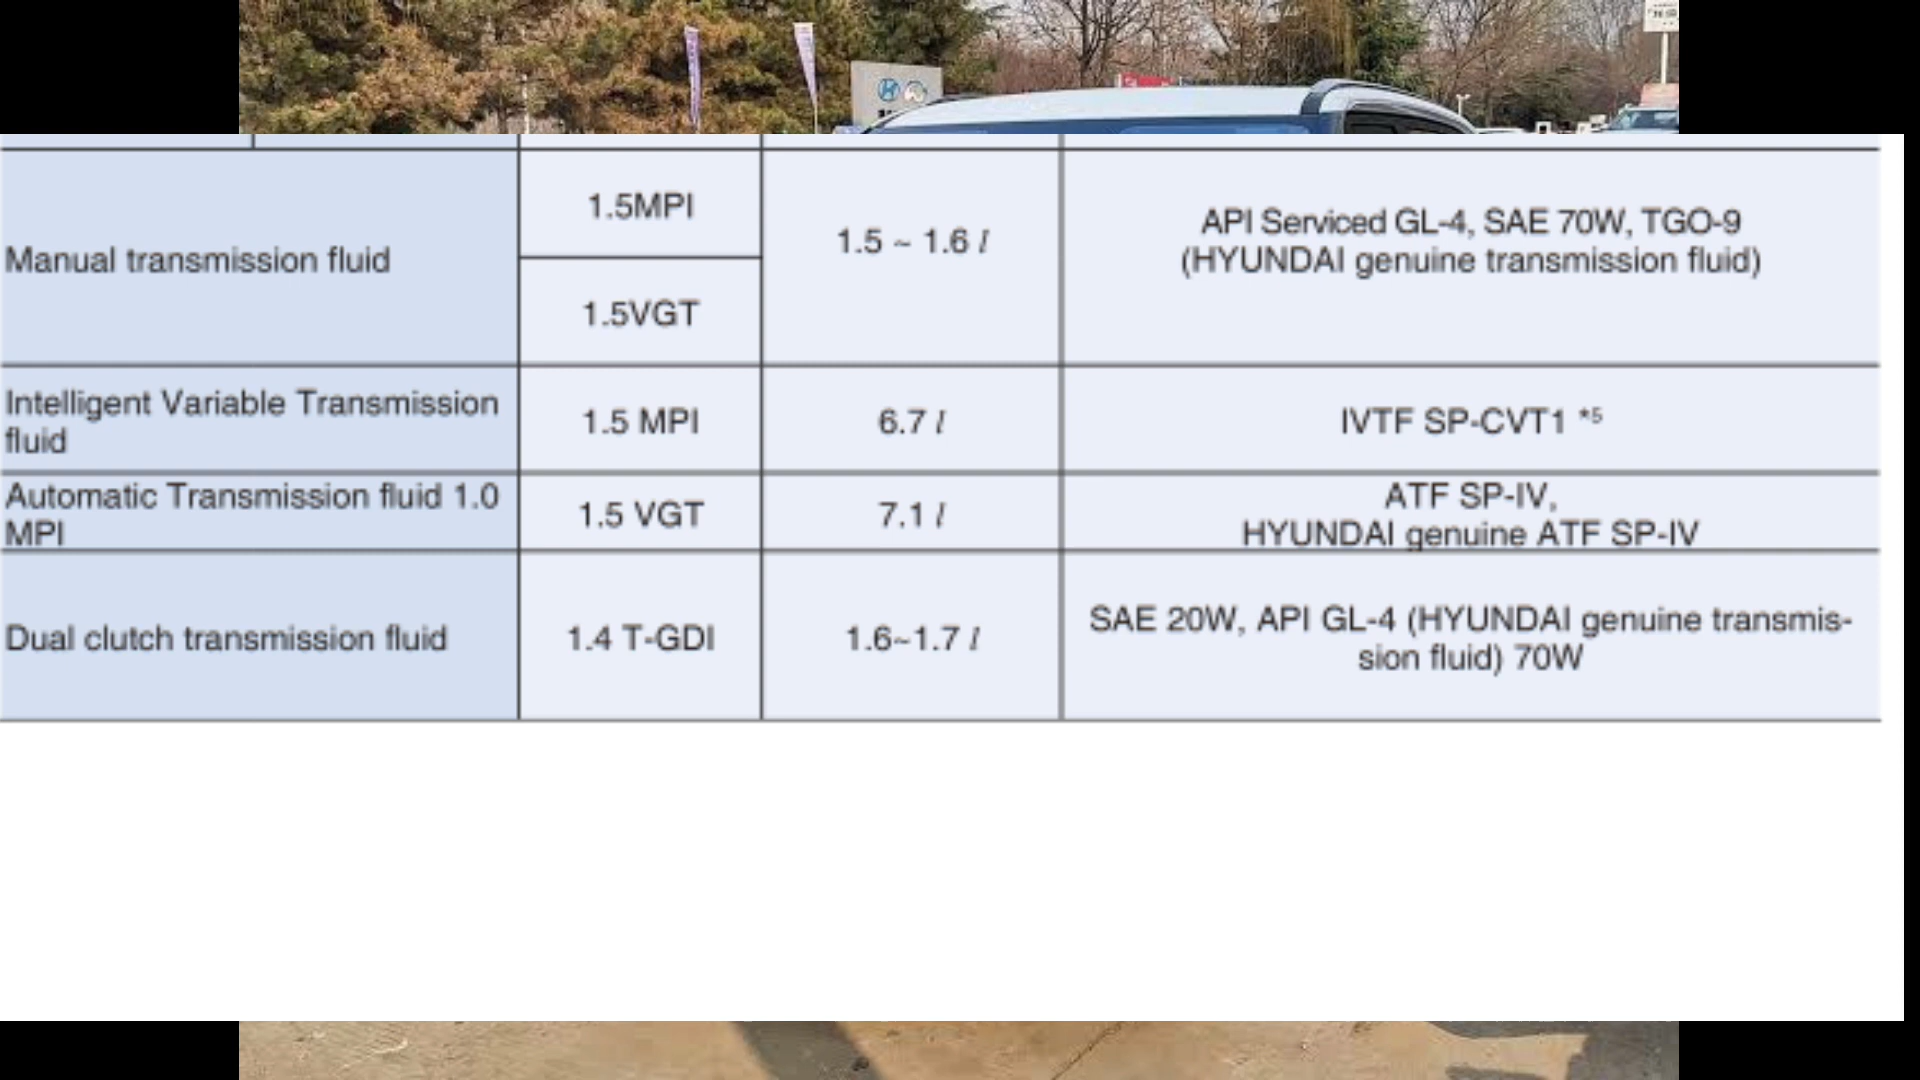 1.5MPI
Manual transmission fluid
1.5 ~ 1.6 l
API Serviced GL-4, SAE 70W, TGO-9
(HYUNDAI genuine transmission fluid)
1.5VGT
Intelligent Variable Transmission
fluid
1.5 MPI
6.7 l
IVTF SP-CVT1 *5
Automatic Transmission fluid 1.0
MPI
1.5 VGT
7.1 l
ATF SP-IV,
HYUNDAI genuine ATF SP-IV
Dual clutch transmission fluid
1.4 T-GDI
1.6~1.7 l
SAE 20W, API GL-4 (HYUNDAI genuine transmis-
sion fluid) 70W